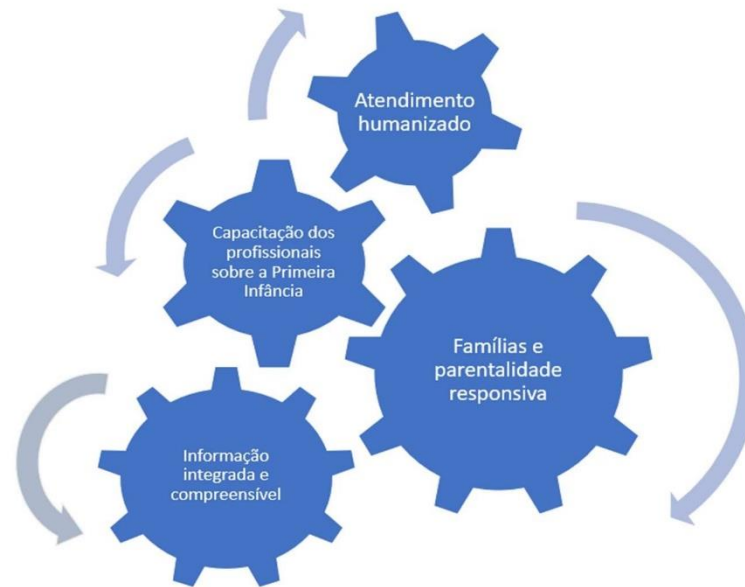 Atendimento
humanizado
Capacitação dos
profissionais
sobre a Primeira
Infância
Famílias e
parentalidade
responsiva
Informação
integrada e
compreensível